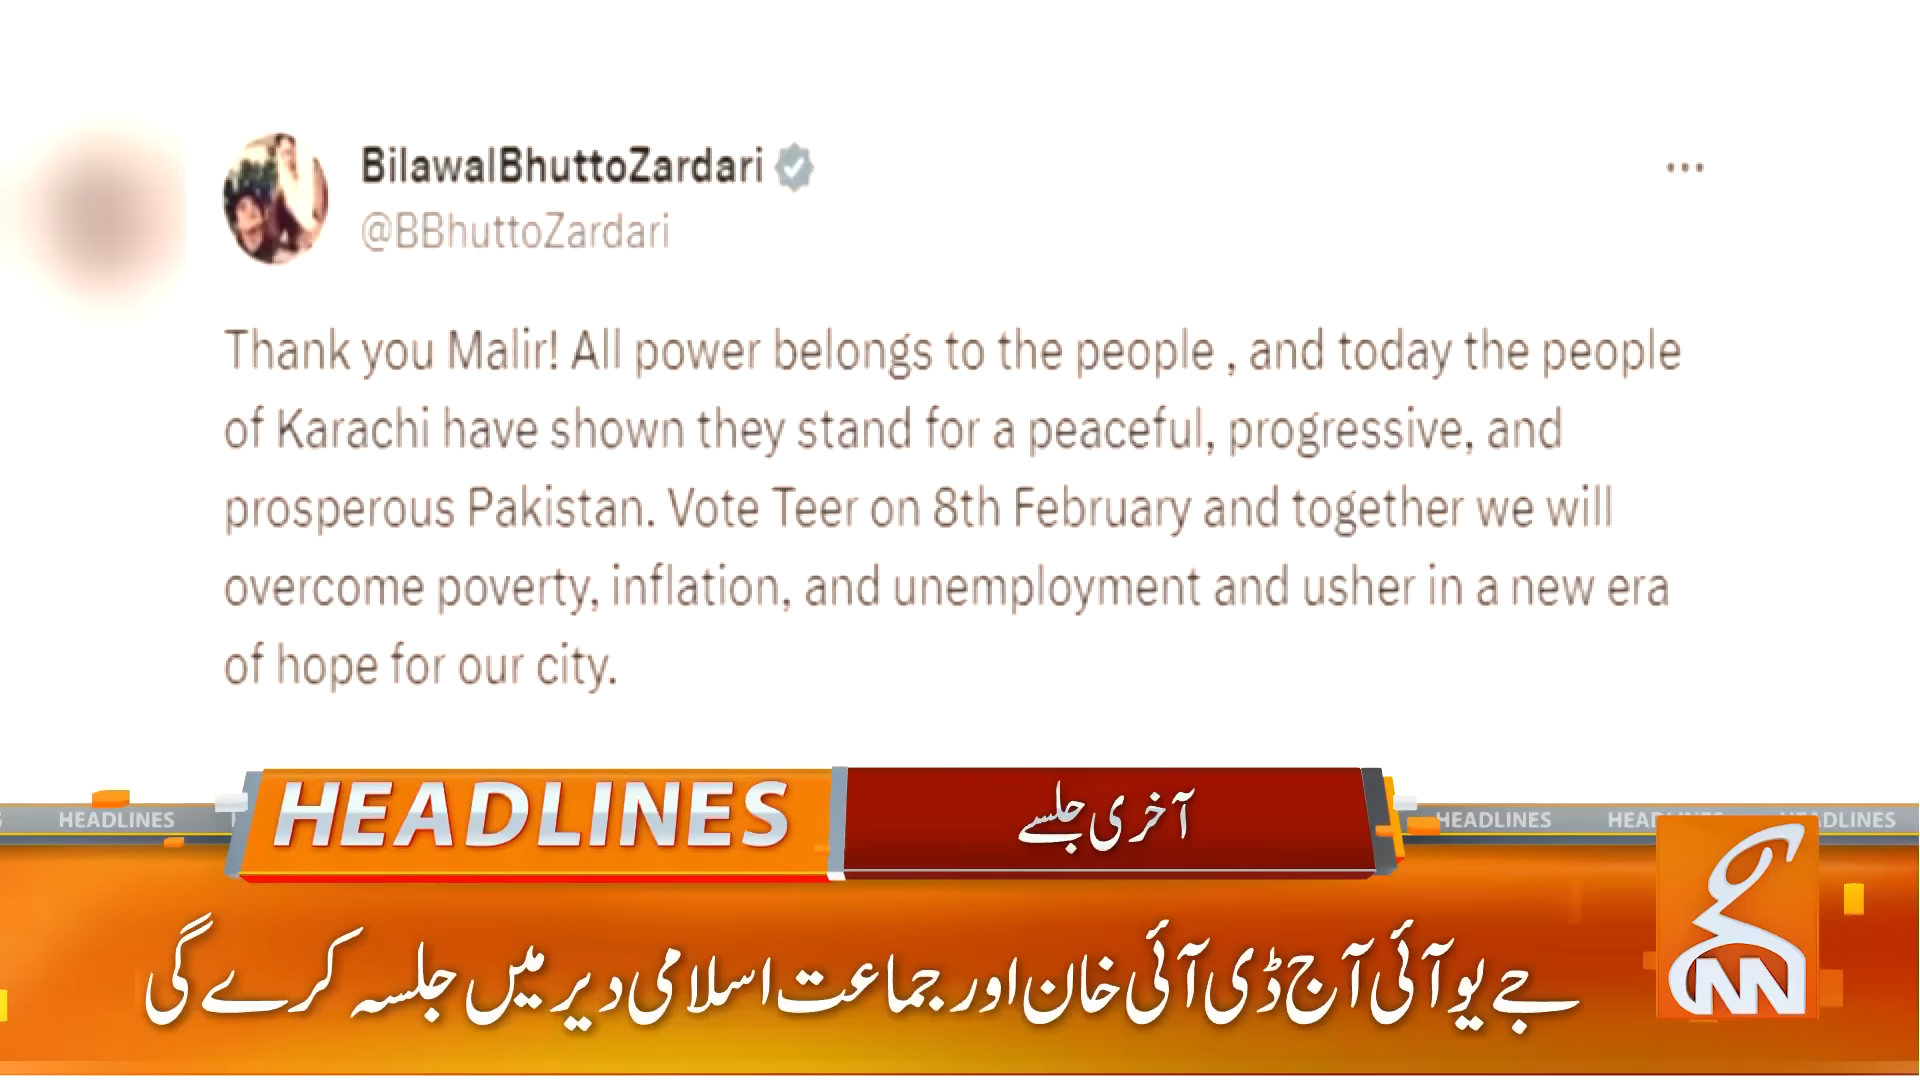 BilawalBhuttoZardari
@BBhuttoZardari
Thank you Malir! All power belongs to the people , and today the people
of Karachi have shown they stand for a peaceful, progressive, and
prosperous Pakistan. Vote Teer on 8th February and together we will
overcome poverty, inflation, and unemployment and usher in a new era
of hope for our city.
HEADLINES آخری جلسے
HEADLINES HEADLINES HEADLINES
جے یو آئی آج ڈی آئی خان اور جماعت اسلامی دیر میں جلسہ کرے گی
GNN